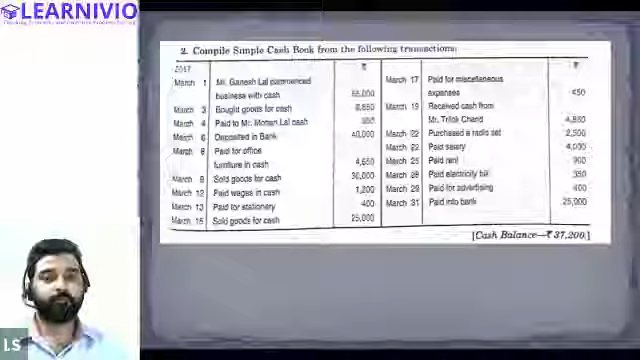 LEARNIVIO
2. Compile Simple Cash Book from the following transactions:
2017 ₹
March 1 Mr. Ganesh Lal commenced
business with cash 65,000
March 3 Bought goods for cash 6,850
March 4 Paid to Mr. Mohan Lal cash
March 6 Deposited in Bank 40,000
March 8 Paid for office
furniture in cash 4,650
March 9 Sold goods for cash 30,000
March 12 Paid wages in cash 1,200
March 13 Paid for stationery 400
March 15 Sold goods for cash 25,000
₹
March 17 Paid for miscellaneous
expenses 450
March 19 Received cash from
Mr. Trilok Chand 4,850
March 22 Purchased a radio set 2,500
March 22 Paid salary 4,000
March 25 Paid rent 900
March 28 Paid electricity bill 350
March 29 Paid for advertising 400
March 31 Paid into bank 25,000
[Cash Balance—₹ 37,200.]
LS